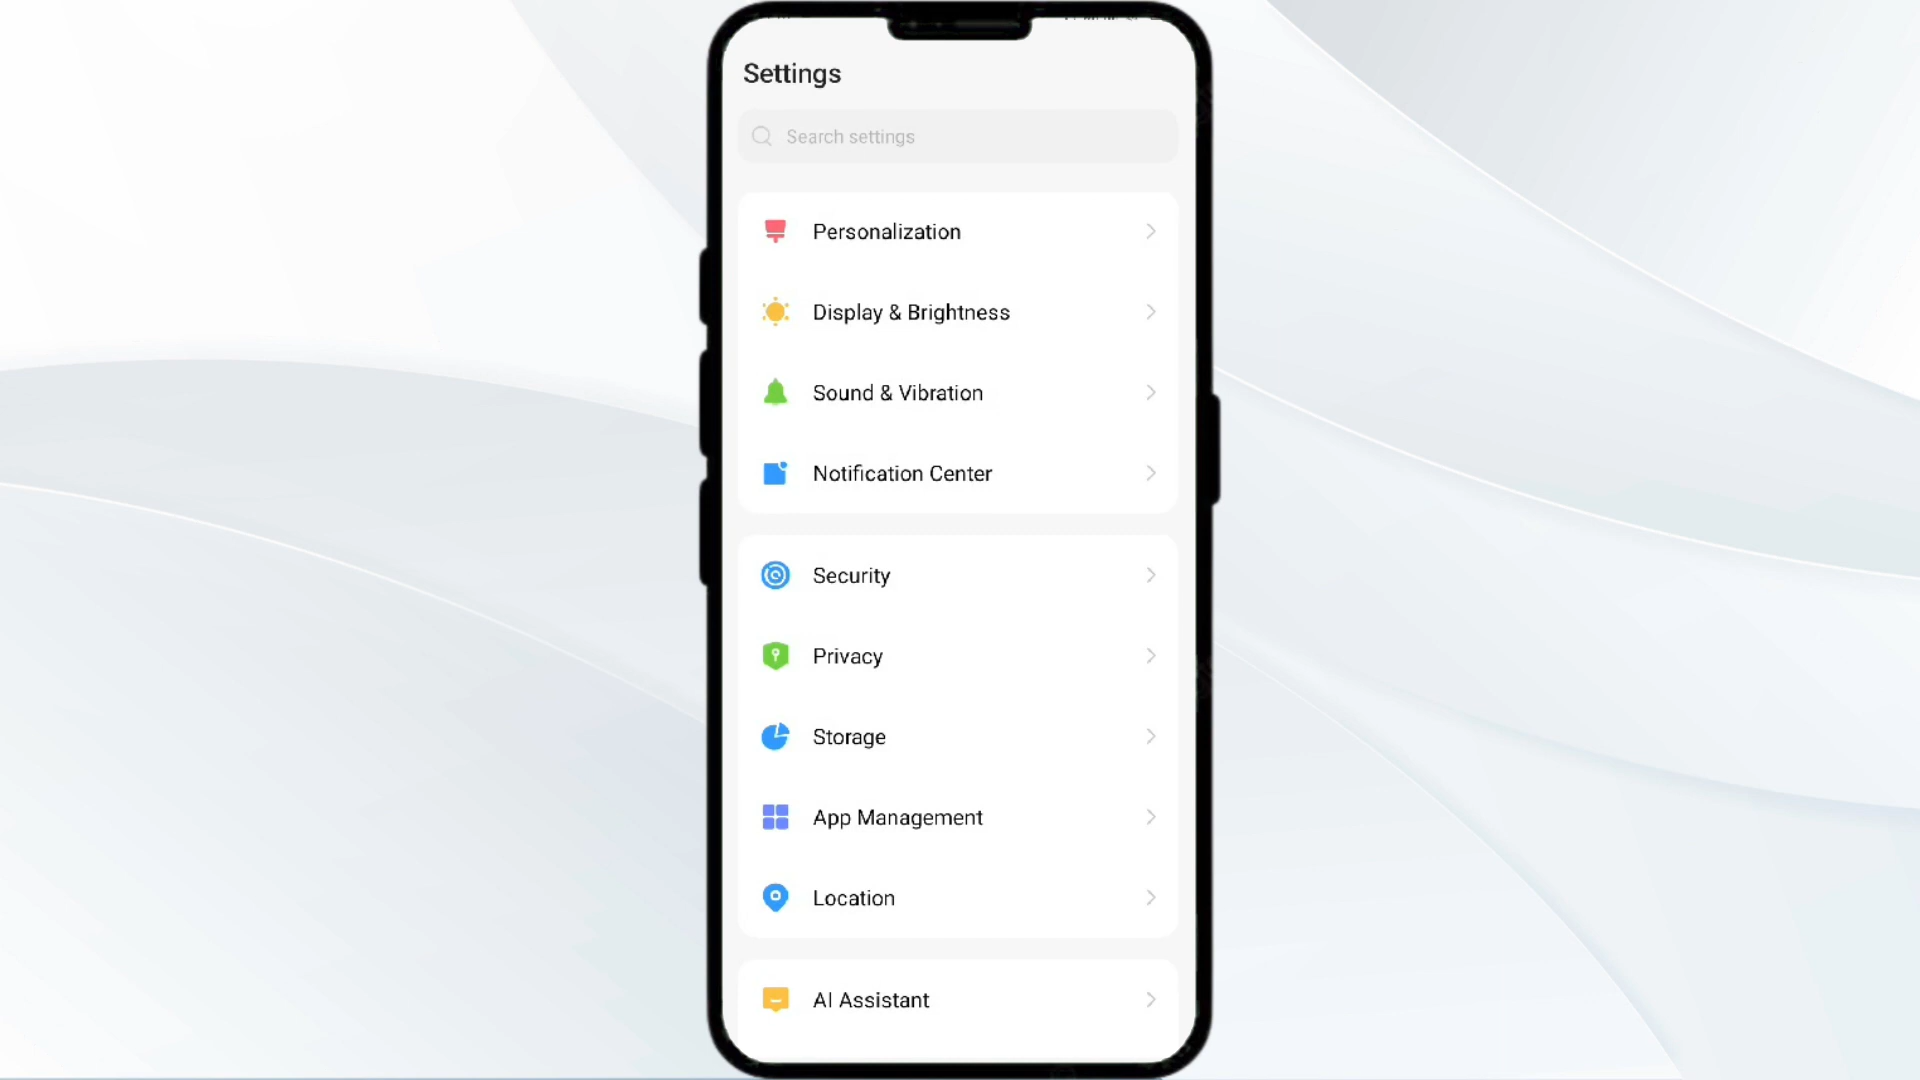 Settings
Search settings
Personalization
Display & Brightness
Sound & Vibration
Notification Center
Security
Privacy
Storage
App Management
Location
AI Assistant